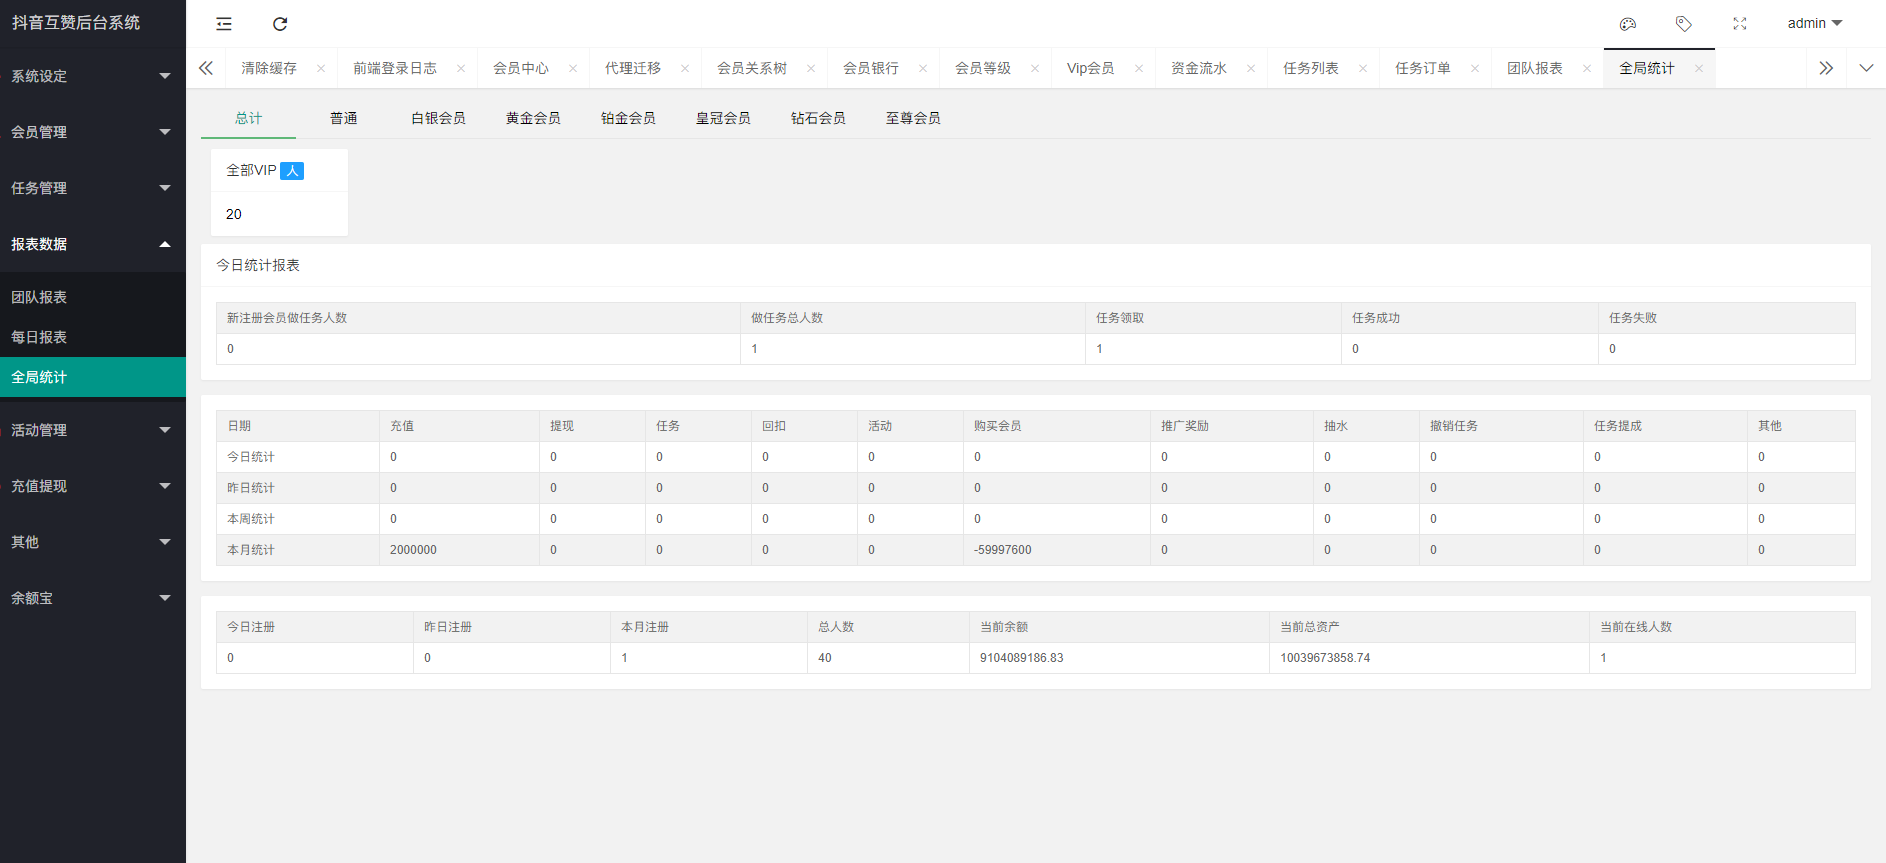 抖音互赞后台系统
admin
系统设定
会员管理
任务管理
报表数据
团队报表
每日报表
全局统计
活动管理
充值提现
其他
余额宝
清除缓存 前端登录日志 会员中心 代理迁移 会员关系树 会员银行 会员等级 Vip会员 资金流水 任务列表 任务订单 团队报表 全局统计
总计 普通 白银会员 黄金会员 铂金会员 皇冠会员 钻石会员 至尊会员
全部VIP 人
20
今日统计报表
新注册会员做任务人数 做任务总人数 任务领取 任务成功 任务失败
0 1 1 0 0
日期 充值 提现 任务 回扣 活动 购买会员 推广奖励 抽水 撤销任务 任务提成 其他
今日统计 0 0 0 0 0 0 0 0 0 0 0
昨日统计 0 0 0 0 0 0 0 0 0 0 0
本周统计 0 0 0 0 0 0 0 0 0 0 0
本月统计 2000000 0 0 0 0 -59997600 0 0 0 0 0
今日注册 昨日注册 本月注册 总人数 当前余额 当前总资产 当前在线人数
0 0 1 40 9104089186.83 10039673858.74 1